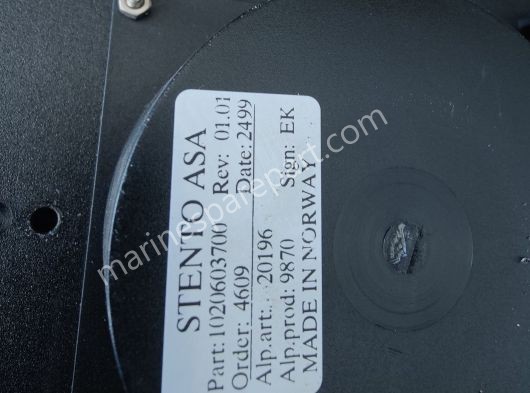 STENTO ASA
Part:1020603700 Rev: 01.01
Order: 4609 Date: 2499
Alp.art.: 20196
Alp.prod: 9870 Sign: EK
MADE IN NORWAY
marinesparepart.com